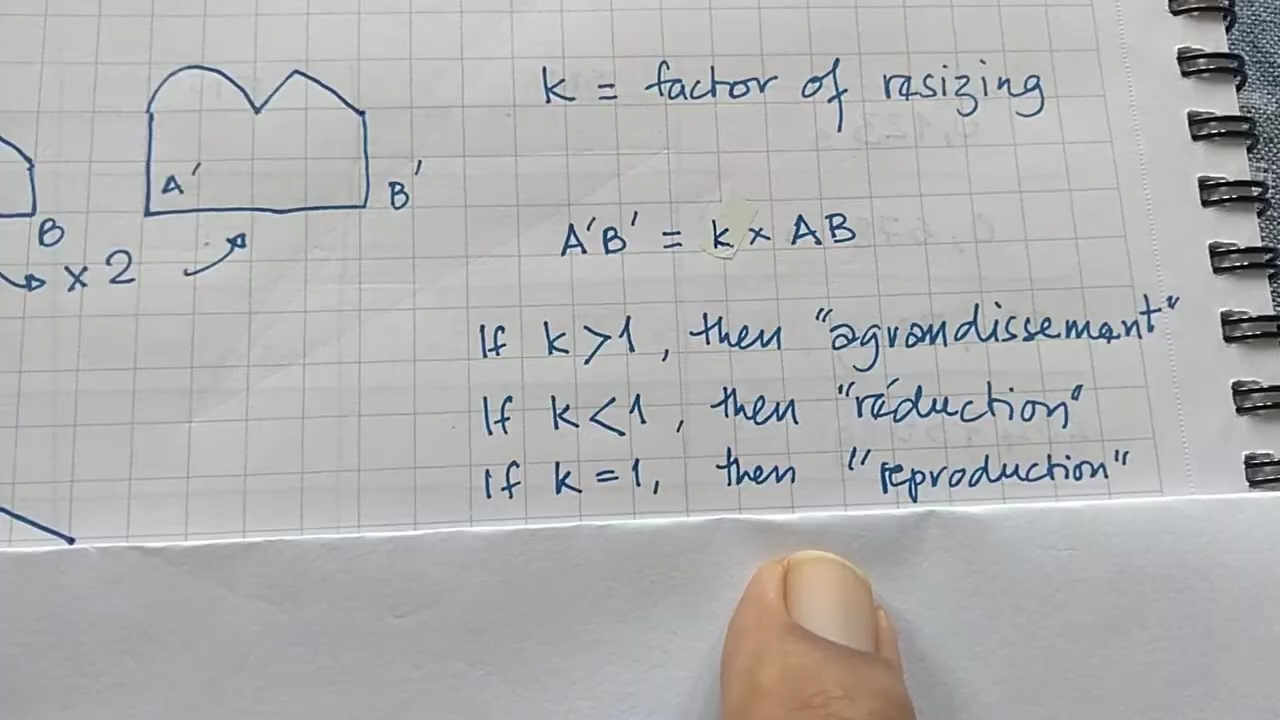 k = factor of resizing
A' B'
A'B' = k × AB
B
× 2
If k > 1, then "agrandissement"
If k < 1, then "réduction"
If k = 1, then "reproduction"